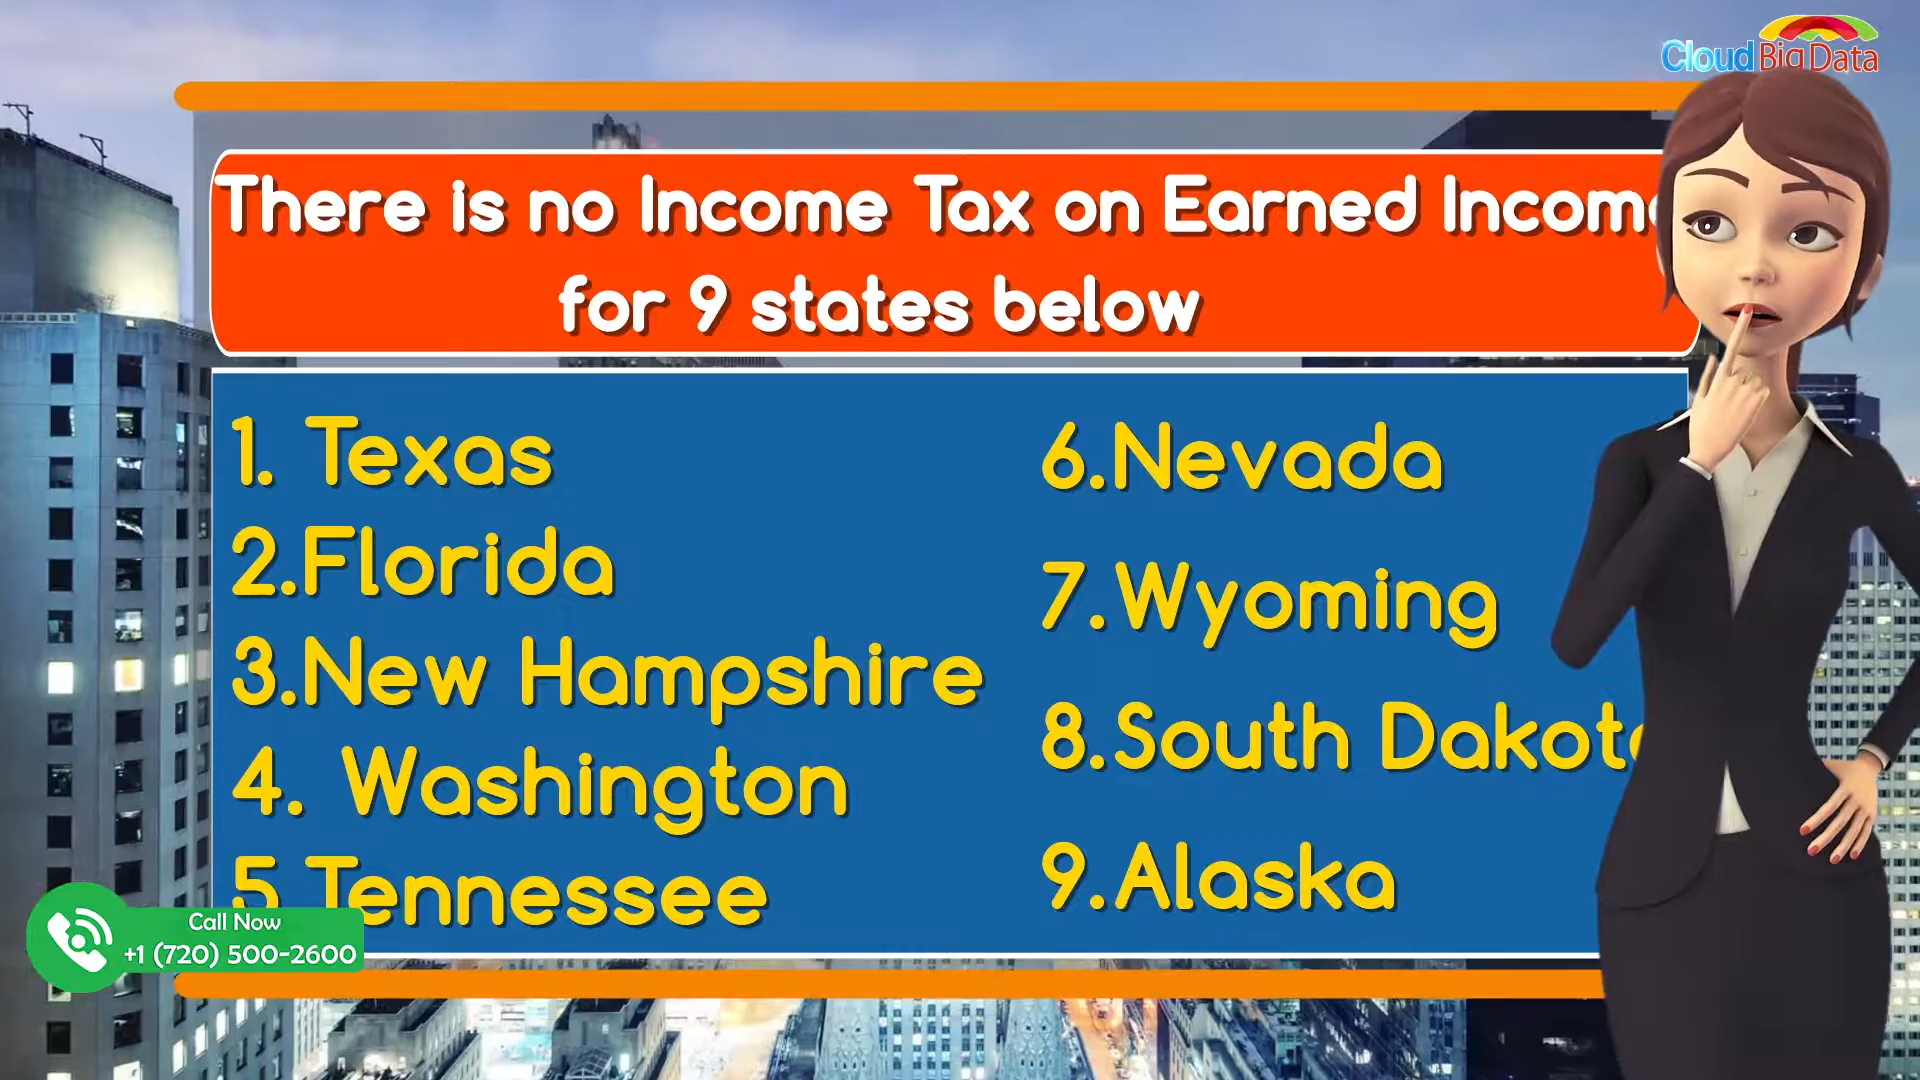 Cloud Big Data
There is no Income Tax on Earned Income
for 9 states below
1. Texas
2.Florida
3.New Hampshire
4. Washington
5 Tennessee
6.Nevada
7.Wyoming
8.South Dakota
9.Alaska
Call Now
+1 (720) 500-2600